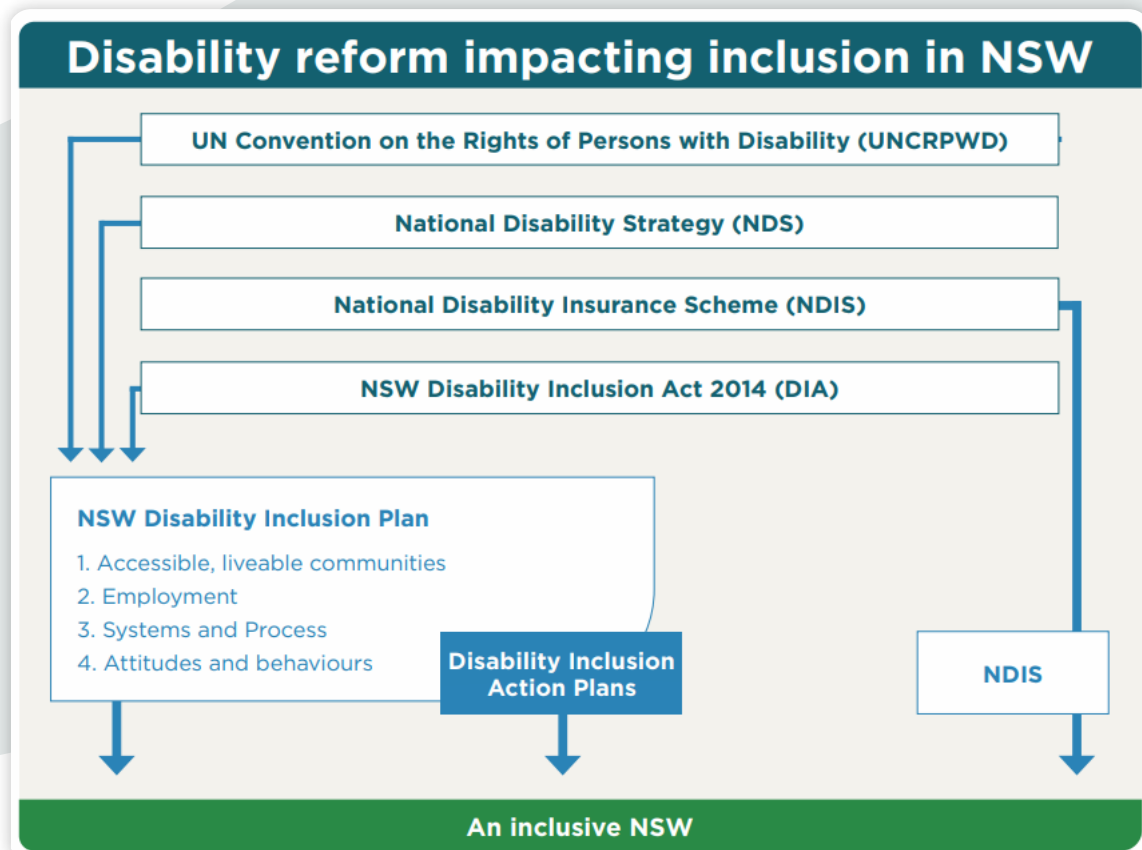 Disability reform impacting inclusion in NSW
UN Convention on the Rights of Persons with Disability (UNCRPWD)
National Disability Strategy (NDS)
National Disability Insurance Scheme (NDIS)
NSW Disability Inclusion Act 2014 (DIA)
NSW Disability Inclusion Plan
1. Accessible, liveable communities
2. Employment
3. Systems and Process
4. Attitudes and behaviours
Disability Inclusion
Action Plans
NDIS
An inclusive NSW